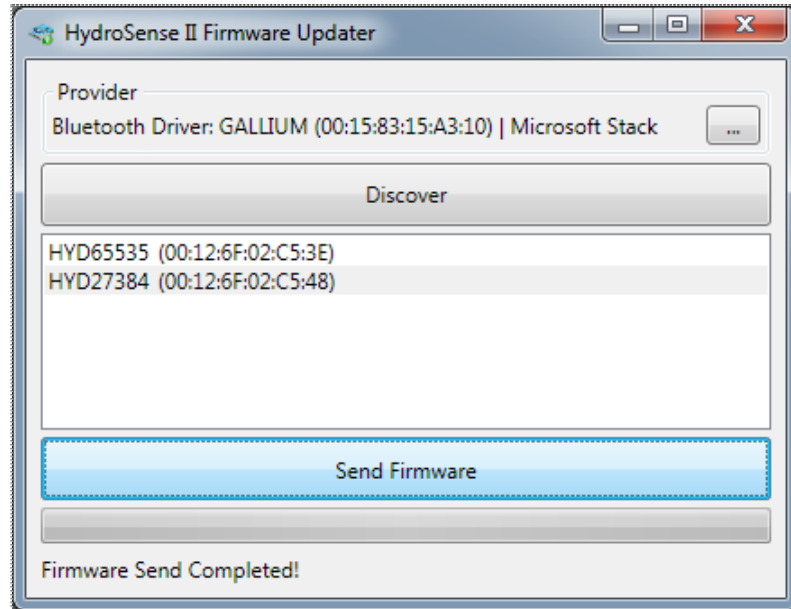 HydroSense II Firmware Updater
Provider
Bluetooth Driver: GALLIUM (00:15:83:15:A3:10) | Microsoft Stack
...
Discover
HYD65535 (00:12:6F:02:C5:3E)
HYD27384 (00:12:6F:02:C5:48)
Send Firmware
Firmware Send Completed!